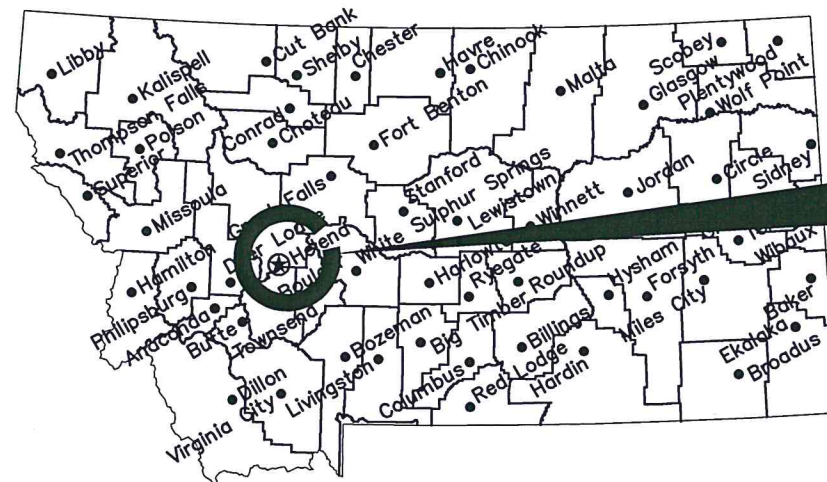 Libby
Cut Bank
Shelby
Chester
Havre
Chinook
Scobey
Plentywood
Kalispell
Malta
Glasgow
Wolf Point
Thompson Falls
Polson
Conrad
Choteau
Fort Benton
Superior
Stanford
Jordan
Circle
Sidney
Missoula
Falls
White Sulphur Springs
Lewistown
Winnett
Hamilton
Helena
Ryegate
Roundup
Hysham
Forsyth
Wibaux
Philipsburg
Anaconda
Butte
Townsend
Bozeman
Big Timber
Billings
Miles City
Baker
Ekalaka
Livingston
Columbus
Hardin
Broadus
Dillon
Red Lodge
Virginia City